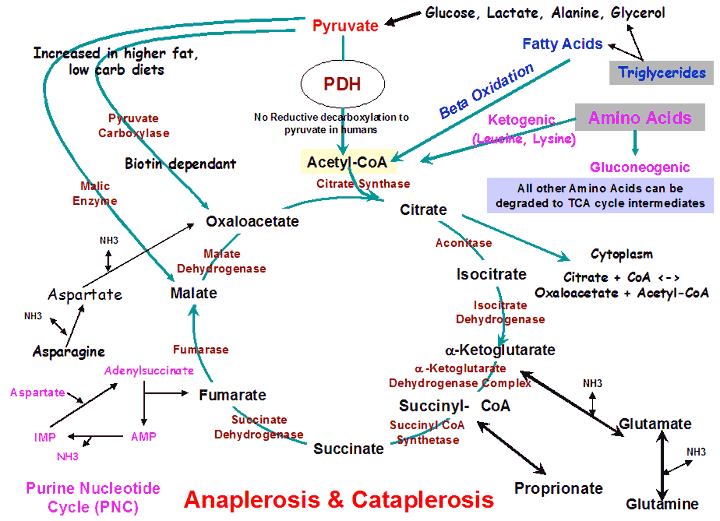 Pyruvate
Glucose, Lactate, Alanine, Glycerol
Increased in higher fat,
low carb diets
Fatty Acids
Triglycerides
PDH
Beta Oxidation
No Reductive decarboxylation to
pyruvate in humans
Pyruvate
Carboxylase
Ketogenic
(Leucine, Lysine)
Amino Acids
Biotin dependant
Acetyl-CoA
Gluconeogenic
Malic
Enzyme
Citrate Synthase
All other Amino Acids can be
degraded to TCA cycle intermediates
Oxaloacetate
Citrate
NH3
Malate
Dehydrogenase
Aconitase
Cytoplasm
Citrate + CoA <->
Oxaloacetate + Acetyl-CoA
Isocitrate
Aspartate
Malate
NH3
Isocitrate
Dehydrogenase
Asparagine
Fumarase
α-Ketoglutarate
Adenylsuccinate
α-Ketoglutarate
Dehydrogenase Complex
Aspartate
Fumarate
NH3
Succinyl- CoA
IMP
AMP
NH3
Succinate
Dehydrogenase
Succinyl CoA
Synthetase
Glutamate
Succinate
NH3
Purine Nucleotide
Cycle (PNC)
Anaplerosis & Cataplerosis
Proprionate
Glutamine